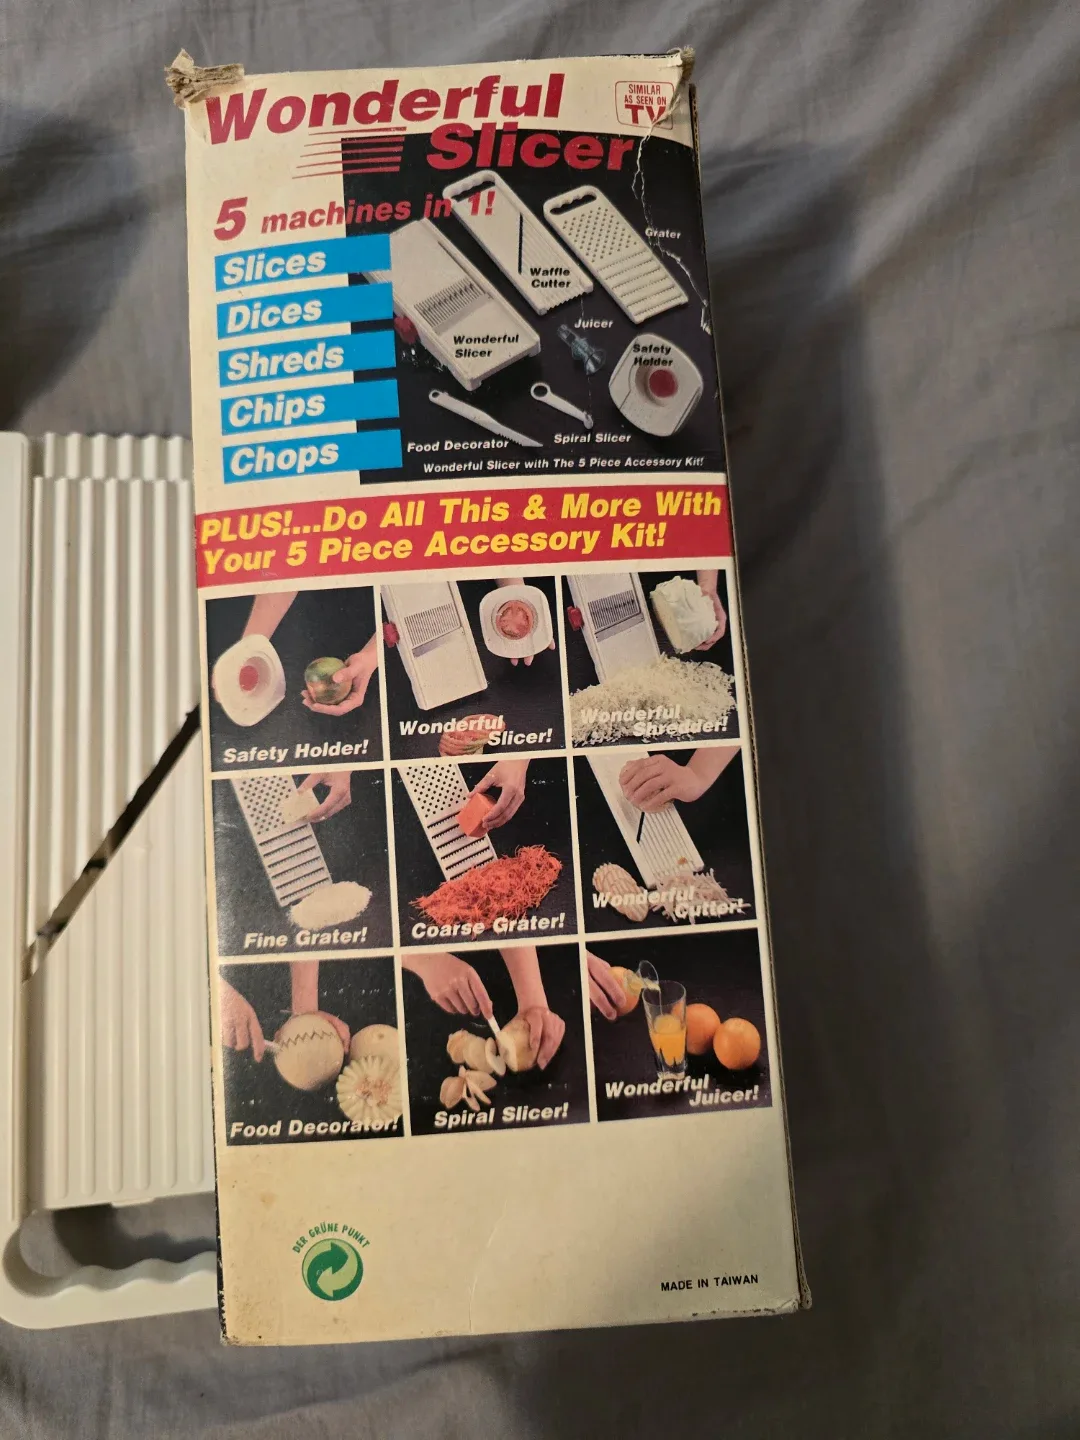 Wonderful
Slicer
SIMILAR
AS SEEN ON
TV
5 machines in 1!
Slices
Dices
Shreds
Chips
Chops
Grater
Waffle
Cutter
Juicer
Wonderful
Slicer
Safety
Holder
Food Decorator
Spiral Slicer
Wonderful Slicer with The 5 Piece Accessory Kit!
PLUS!...Do All This & More With
Your 5 Piece Accessory Kit!
Safety Holder!
Wonderful
Slicer!
Wonderful
Shredder!
Fine Grater!
Coarse Grater!
Wonderful
Cutter!
Food Decorator!
Spiral Slicer!
Wonderful
Juicer!
DER GRÜNE PUNKT
MADE IN TAIWAN